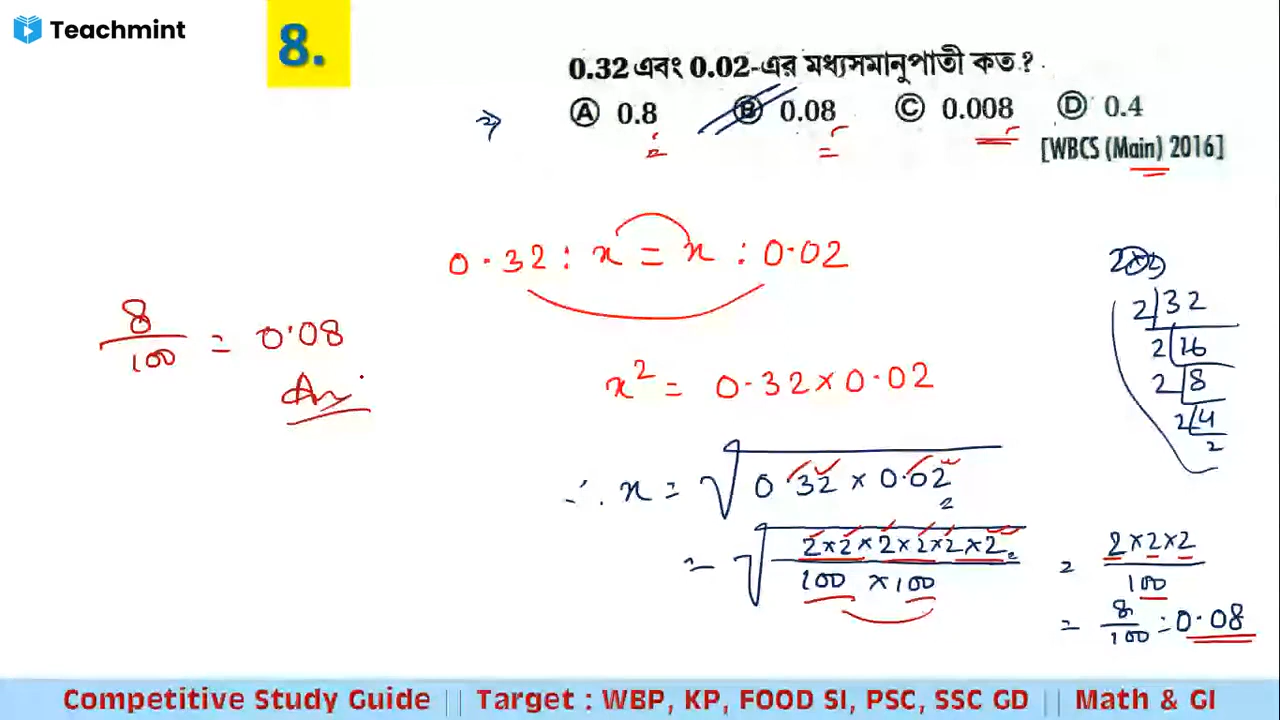 Teachmint
8.
0.32 এবং 0.02-এর মধ্যসমানুপাতী কত ?
Ⓐ 0.8 Ⓑ 0.08 Ⓒ 0.008 Ⓓ 0.4
[WBCS (Main) 2016]
0.32 : x = x : 0.02
8/100 = 0.08
Ans
x² = 0.32 × 0.02
∴ x = √(0.32 × 0.02)
= √((2×2×2×2×2×2)/(100 × 100)) = (2×2×2)/100
= 8/100 = 0.08
2 | 32
2 | 16
2 | 8
2 | 4
2
Competitive Study Guide || Target : WBP, KP, FOOD SI, PSC, SSC GD || Math & GI